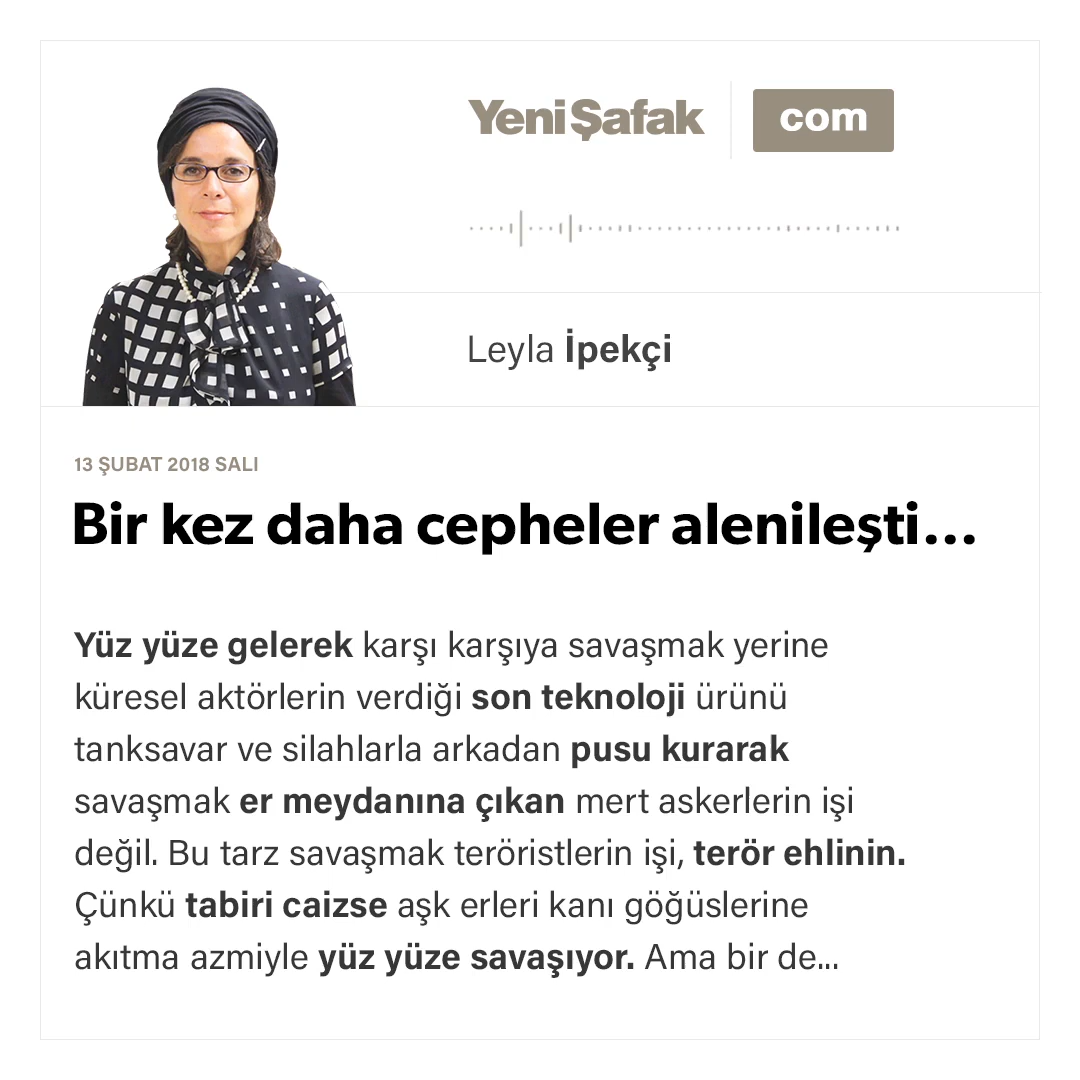 YeniŞafak
com
Leyla İpekçi
13 ŞUBAT 2018 SALI
Bir kez daha cepheler alenileşti...
Yüz yüze gelerek karşı karşıya savaşmak yerine
küresel aktörlerin verdiği son teknoloji ürünü
tanksavar ve silahlarla arkadan pusu kurarak
savaşmak er meydanına çıkan mert askerlerin işi
değil. Bu tarz savaşmak teröristlerin işi, terör ehlinin.
Çünkü tabiri caizse aşk erleri kanı göğüslerine
akıtma azmiyle yüz yüze savaşıyor. Ama bir de...